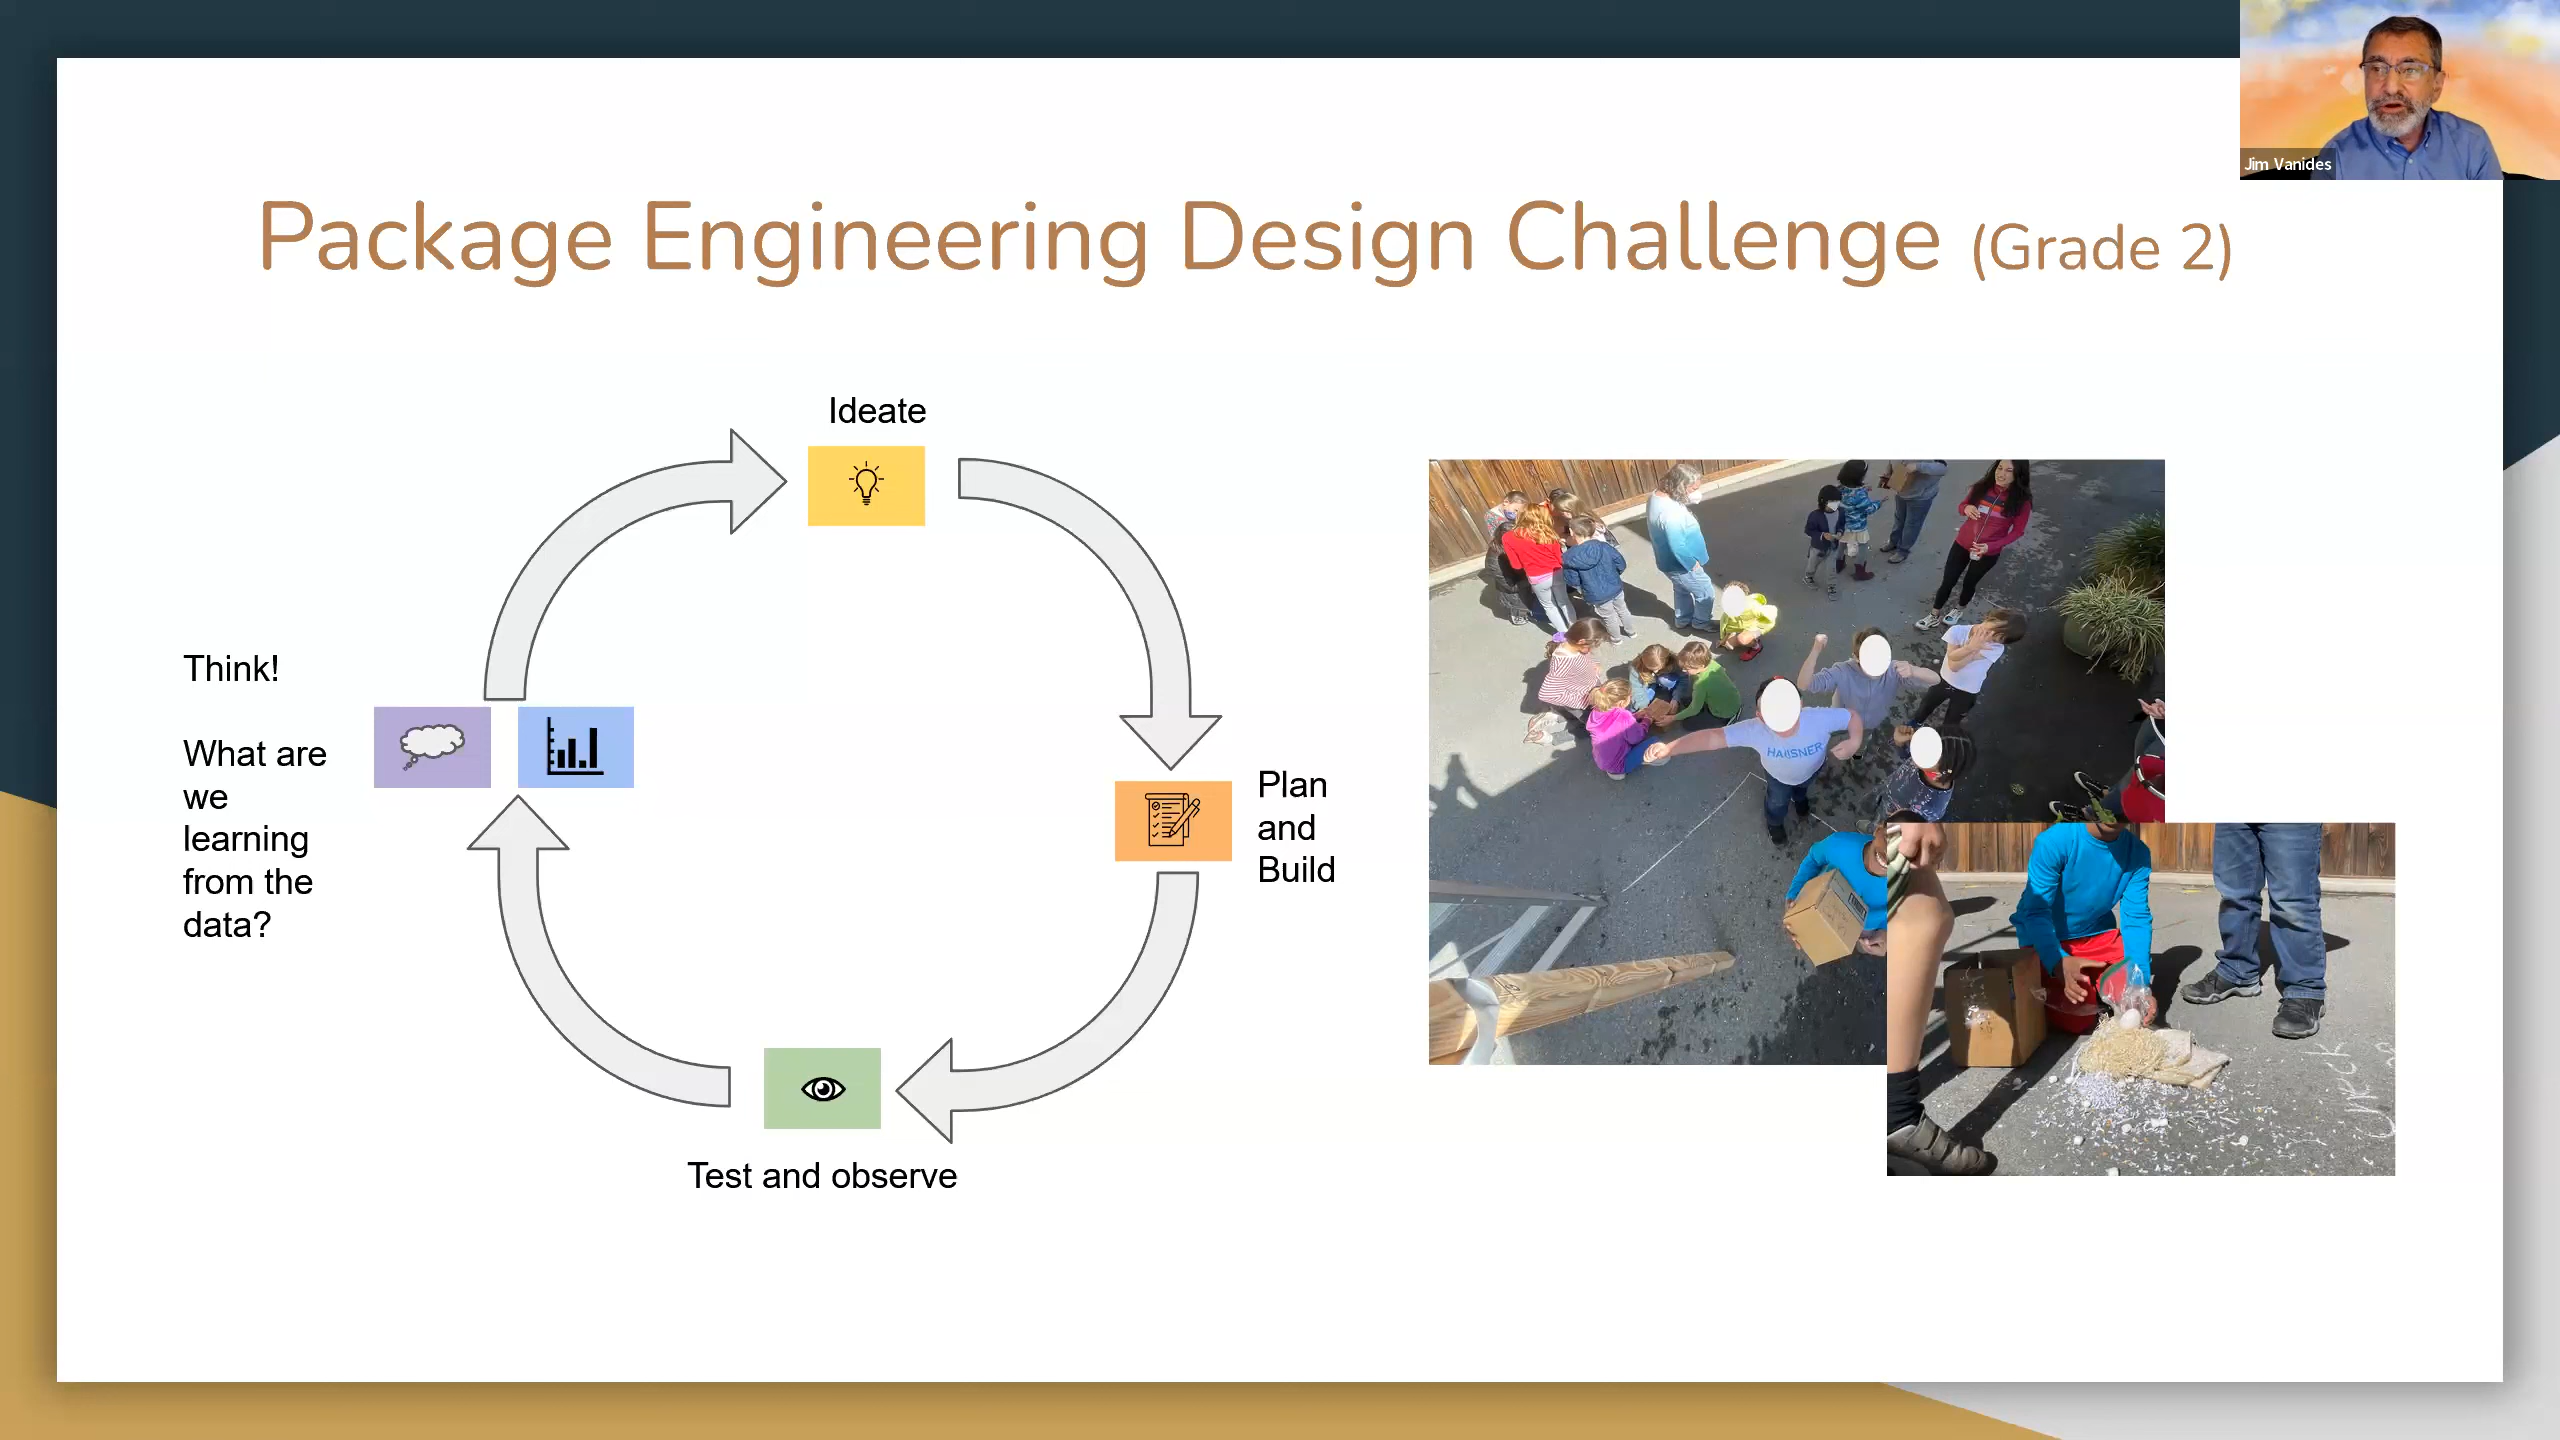 Jim Vanides
Package Engineering Design Challenge (Grade 2)
Ideate
Think!
What are
we
learning
from the
data?
Plan
and
Build
Test and observe
HAUSNER